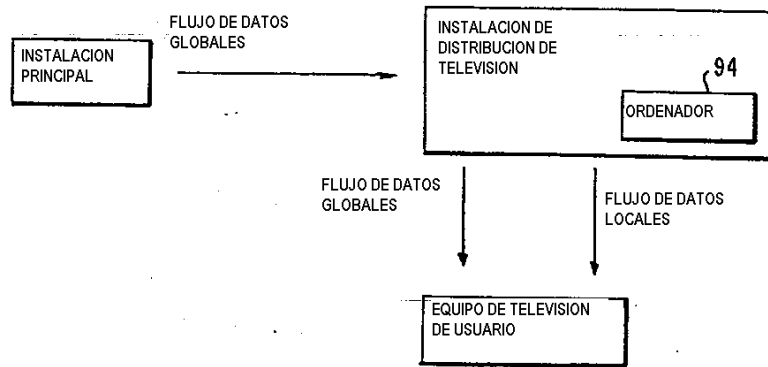 FLUJO DE DATOS
GLOBALES
INSTALACION
PRINCIPAL
INSTALACION DE
DISTRIBUCION DE
TELEVISION
94
ORDENADOR
FLUJO DE DATOS
GLOBALES
FLUJO DE DATOS
LOCALES
EQUIPO DE TELEVISION
DE USUARIO